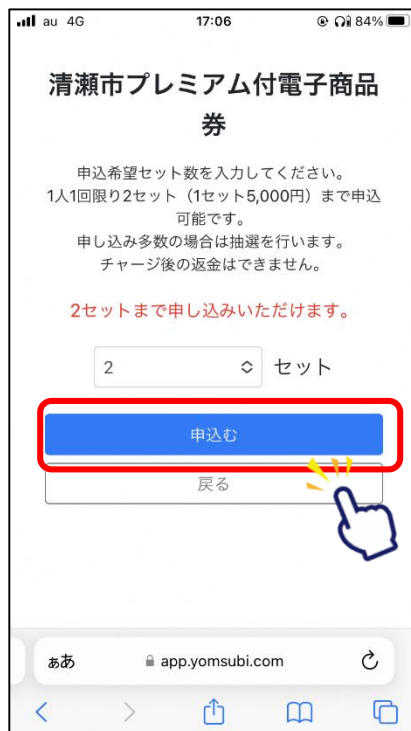 au 4G 17:06 84%
清瀬市プレミアム付電子商品
券
申込希望セット数を入力してください。
1人1回限り2セット（1セット5,000円）まで申込
可能です。
申し込み多数の場合は抽選を行います。
チャージ後の返金はできません。
2セットまで申し込みいただけます。
2 セット
申込む
戻る
ぁあ app.yomsubi.com